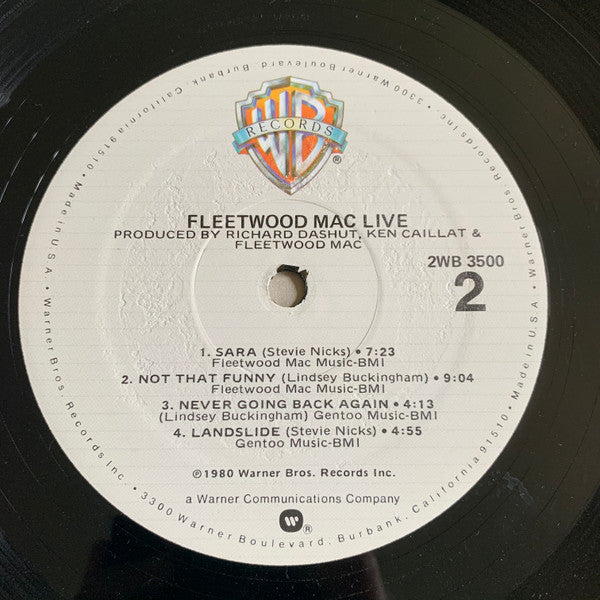 WB
RECORDS
®
FLEETWOOD MAC LIVE
PRODUCED BY RICHARD DASHUT, KEN CAILLAT &
FLEETWOOD MAC
2WB 3500
2
1. SARA (Stevie Nicks) • 7:23
Fleetwood Mac Music-BMI
2. NOT THAT FUNNY (Lindsey Buckingham) • 9:04
Fleetwood Mac Music-BMI
3. NEVER GOING BACK AGAIN • 4:13
(Lindsey Buckingham) Gentoo Music-BMI
4. LANDSLIDE (Stevie Nicks) • 4:55
Gentoo Music-BMI
℗1980 Warner Bros. Records Inc.
a Warner Communications Company
®
Warner Bros. Records Inc. • 3300 Warner Boulevard, Burbank, California 91510 • Made in U.S.A. •
Warner Bros. Records Inc. • 3300 Warner Boulevard, Burbank, California 91510 • Made in U.S.A. •